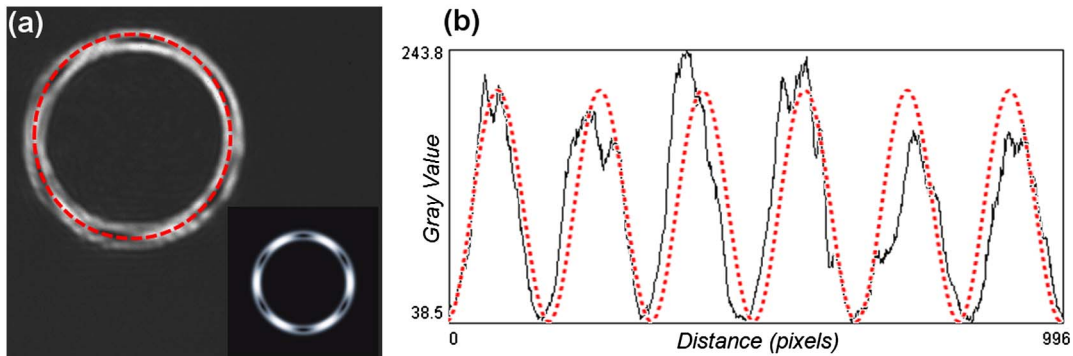 (a)
(b)
243.8
Gray Value
38.5
0
Distance (pixels)
996